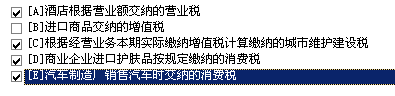 [A]酒店根据营业额交纳的营业税
[B]进口商品交纳的增值税
[C]根据经营业务本期实际缴纳增值税计算缴纳的城市维护建设税
[D]商业企业进口护肤品按规定缴纳的消费税
[E]汽车制造厂销售汽车时交纳的消费税